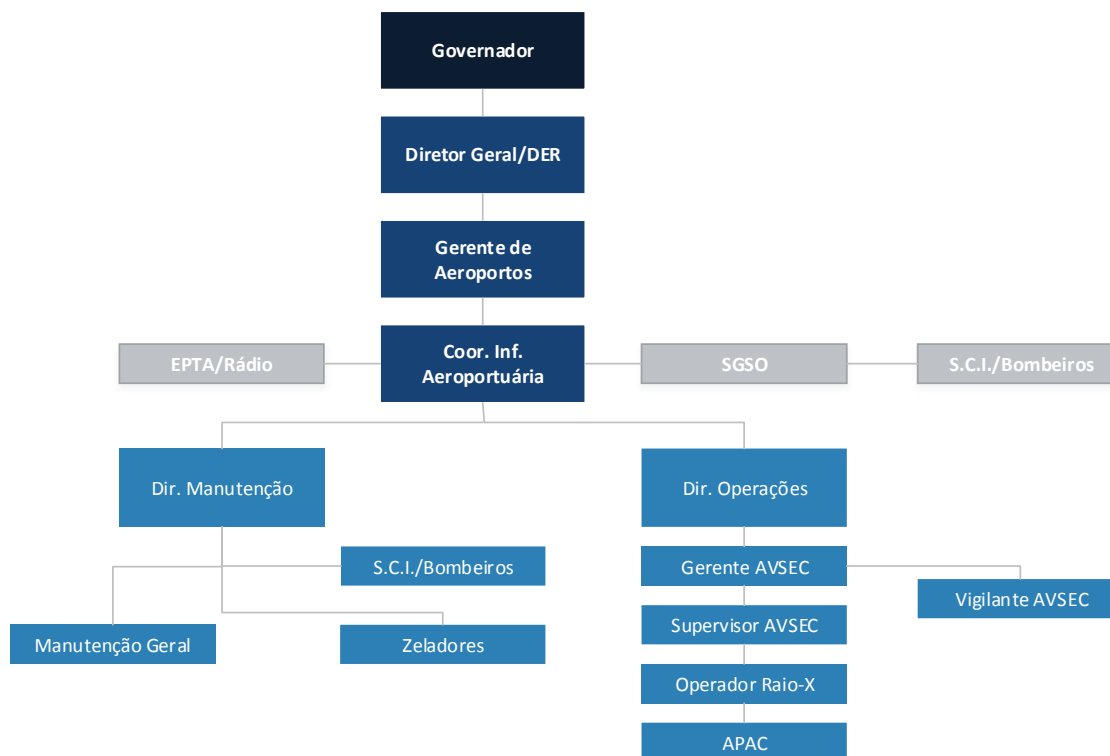 Governador
Diretor Geral/DER
Gerente de
Aeroportos
EPTA/Rádio
Coor. Inf.
Aeroportuária
SGSO
S.C.I./Bombeiros
Dir. Manutenção
Dir. Operações
S.C.I./Bombeiros
Gerente AVSEC
Vigilante AVSEC
Manutenção Geral
Zeladores
Supervisor AVSEC
Operador Raio-X
APAC